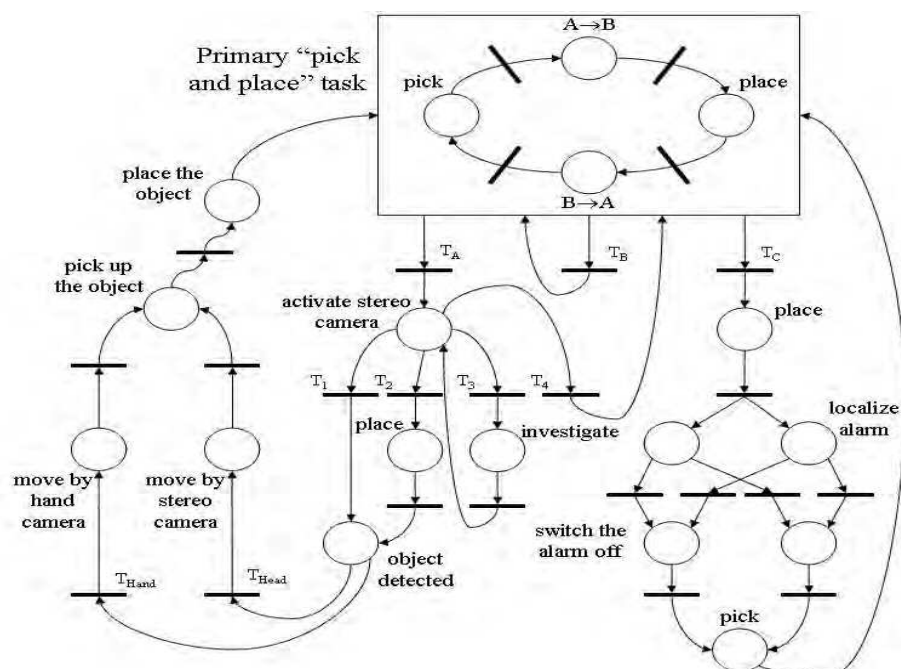 Primary “pick
and place” task
A→B
pick
place
B→A
place the
object
pick up
the object
T_A
T_B
T_C
activate stereo
camera
place
T_1
T_2
T_3
T_4
place
investigate
localize
alarm
move by
hand
camera
move by
stereo
camera
switch the
alarm off
object
detected
T_Hand
T_Head
pick